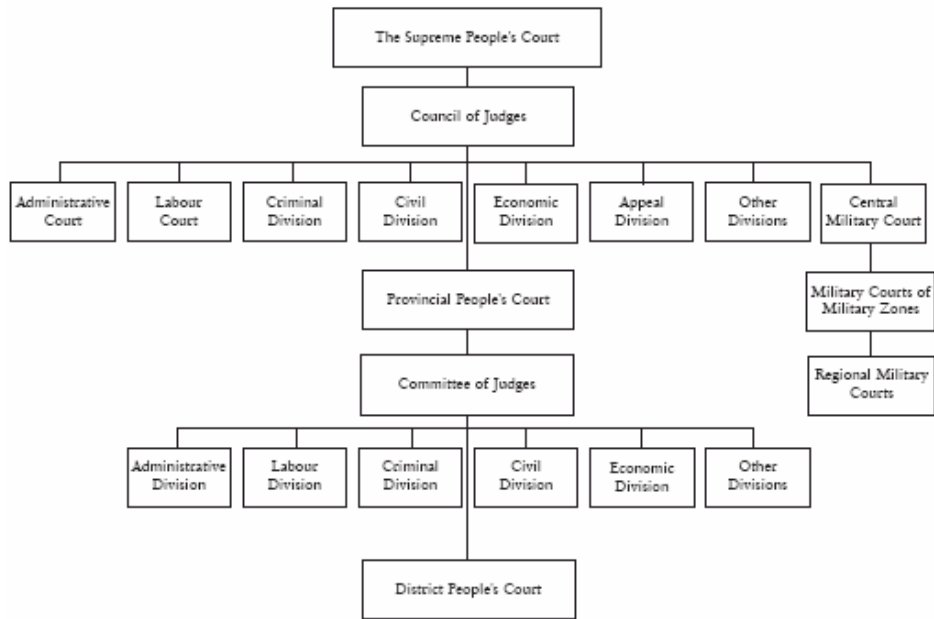 The Supreme People's Court
Council of Judges
Administrative
Court
Labour
Court
Criminal
Division
Civil
Division
Economic
Division
Appeal
Division
Other
Divisions
Central
Military Court
Provincial People's Court
Military Courts of
Military Zones
Committee of Judges
Regional Military
Courts
Administrative
Division
Labour
Division
Criminal
Division
Civil
Division
Economic
Division
Other
Divisions
District People's Court